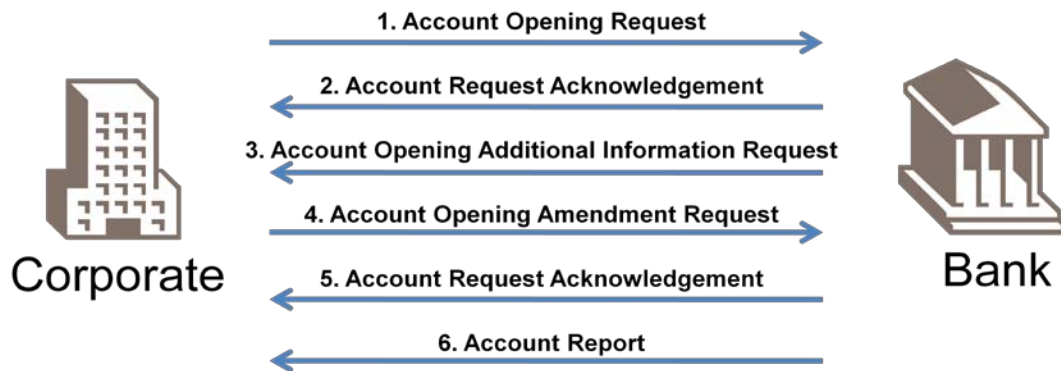 1. Account Opening Request
2. Account Request Acknowledgement
3. Account Opening Additional Information Request
4. Account Opening Amendment Request
5. Account Request Acknowledgement
6. Account Report
Corporate
Bank